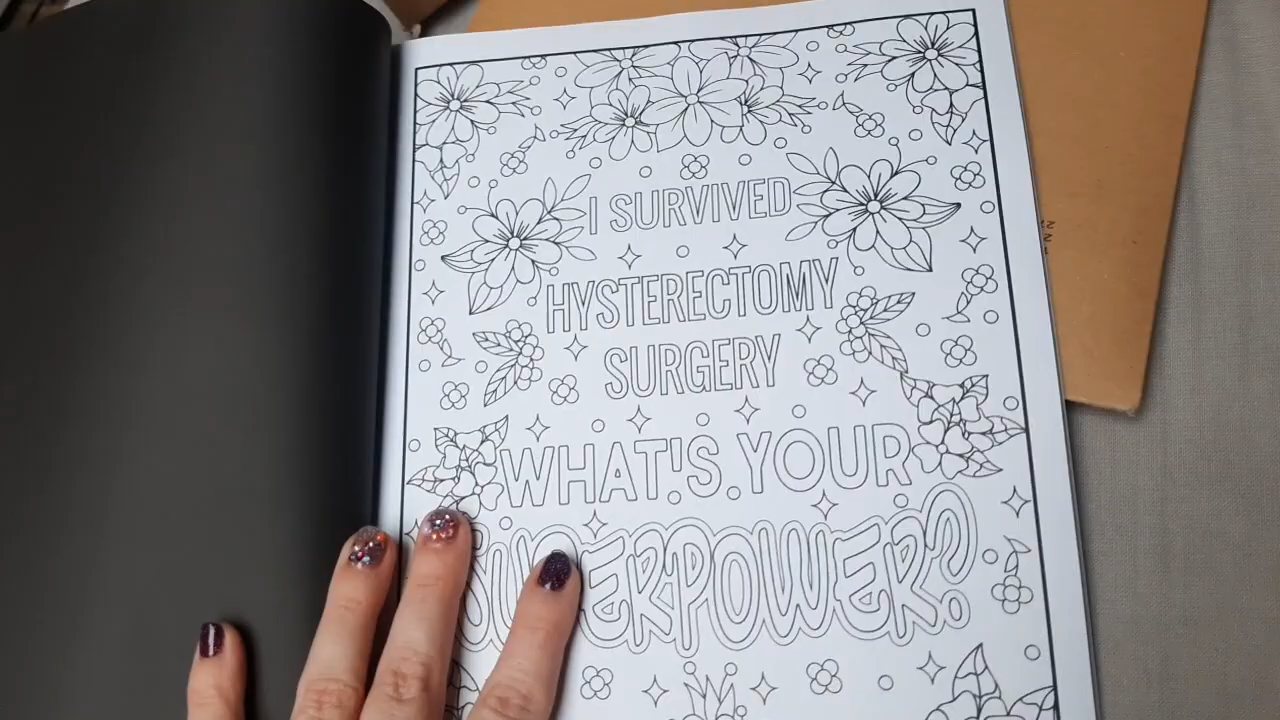 I SURVIVED
HYSTERECTOMY
SURGERY
WHAT'S YOUR
SUPERPOWER?